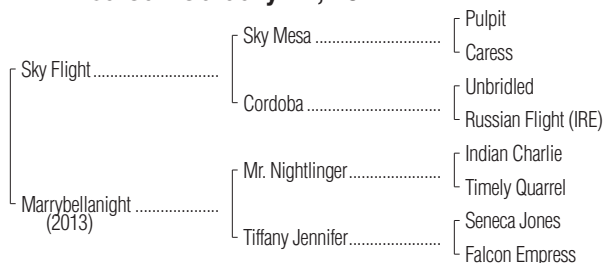 Pulpit
Sky Mesa ................................
Caress
Sky Flight................................
Unbridled
Cordoba ................................
Russian Flight (IRE)
Indian Charlie
Mr. Nightlinger......................
Timely Quarrel
Marrybellanight .....................
(2013)
Seneca Jones
Tiffany Jennifer......................
Falcon Empress